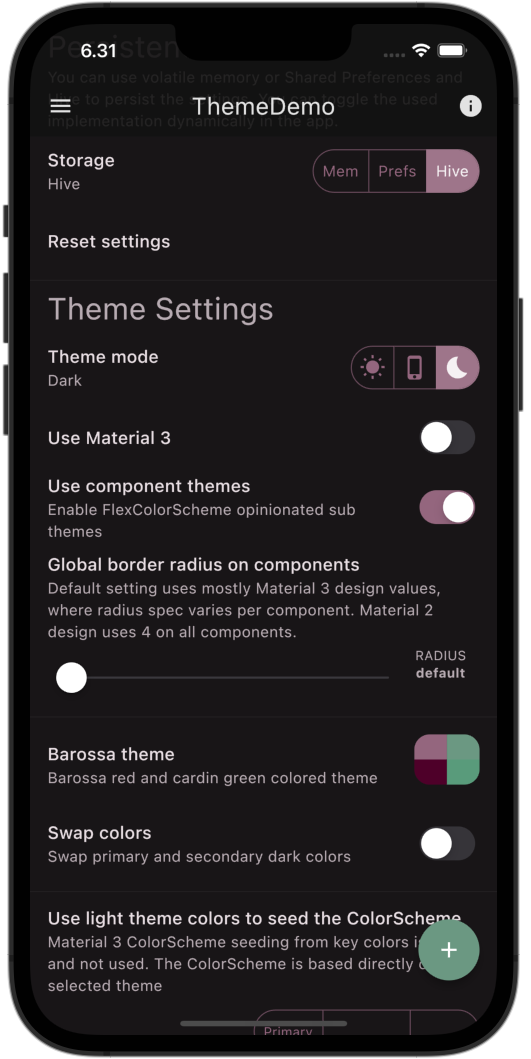 Persisten
6.31
You can use volatile memory or Shared Preferences and
Hive to persist the settings. You can toggle the used
ThemeDemo
implementation dynamically in the app.
Storage
Hive
Mem Prefs Hive
Reset settings
Theme Settings
Theme mode
Dark
Use Material 3
Use component themes
Enable FlexColorScheme opinionated sub
themes
Global border radius on components
Default setting uses mostly Material 3 design values,
where radius spec varies per component. Material 2
design uses 4 on all components.
RADIUS
default
Barossa theme
Barossa red and cardin green colored theme
Swap colors
Swap primary and secondary dark colors
Use light theme colors to seed the ColorScheme
Material 3 ColorScheme seeding from key colors
and not used. The ColorScheme is based directly
selected theme
Primary